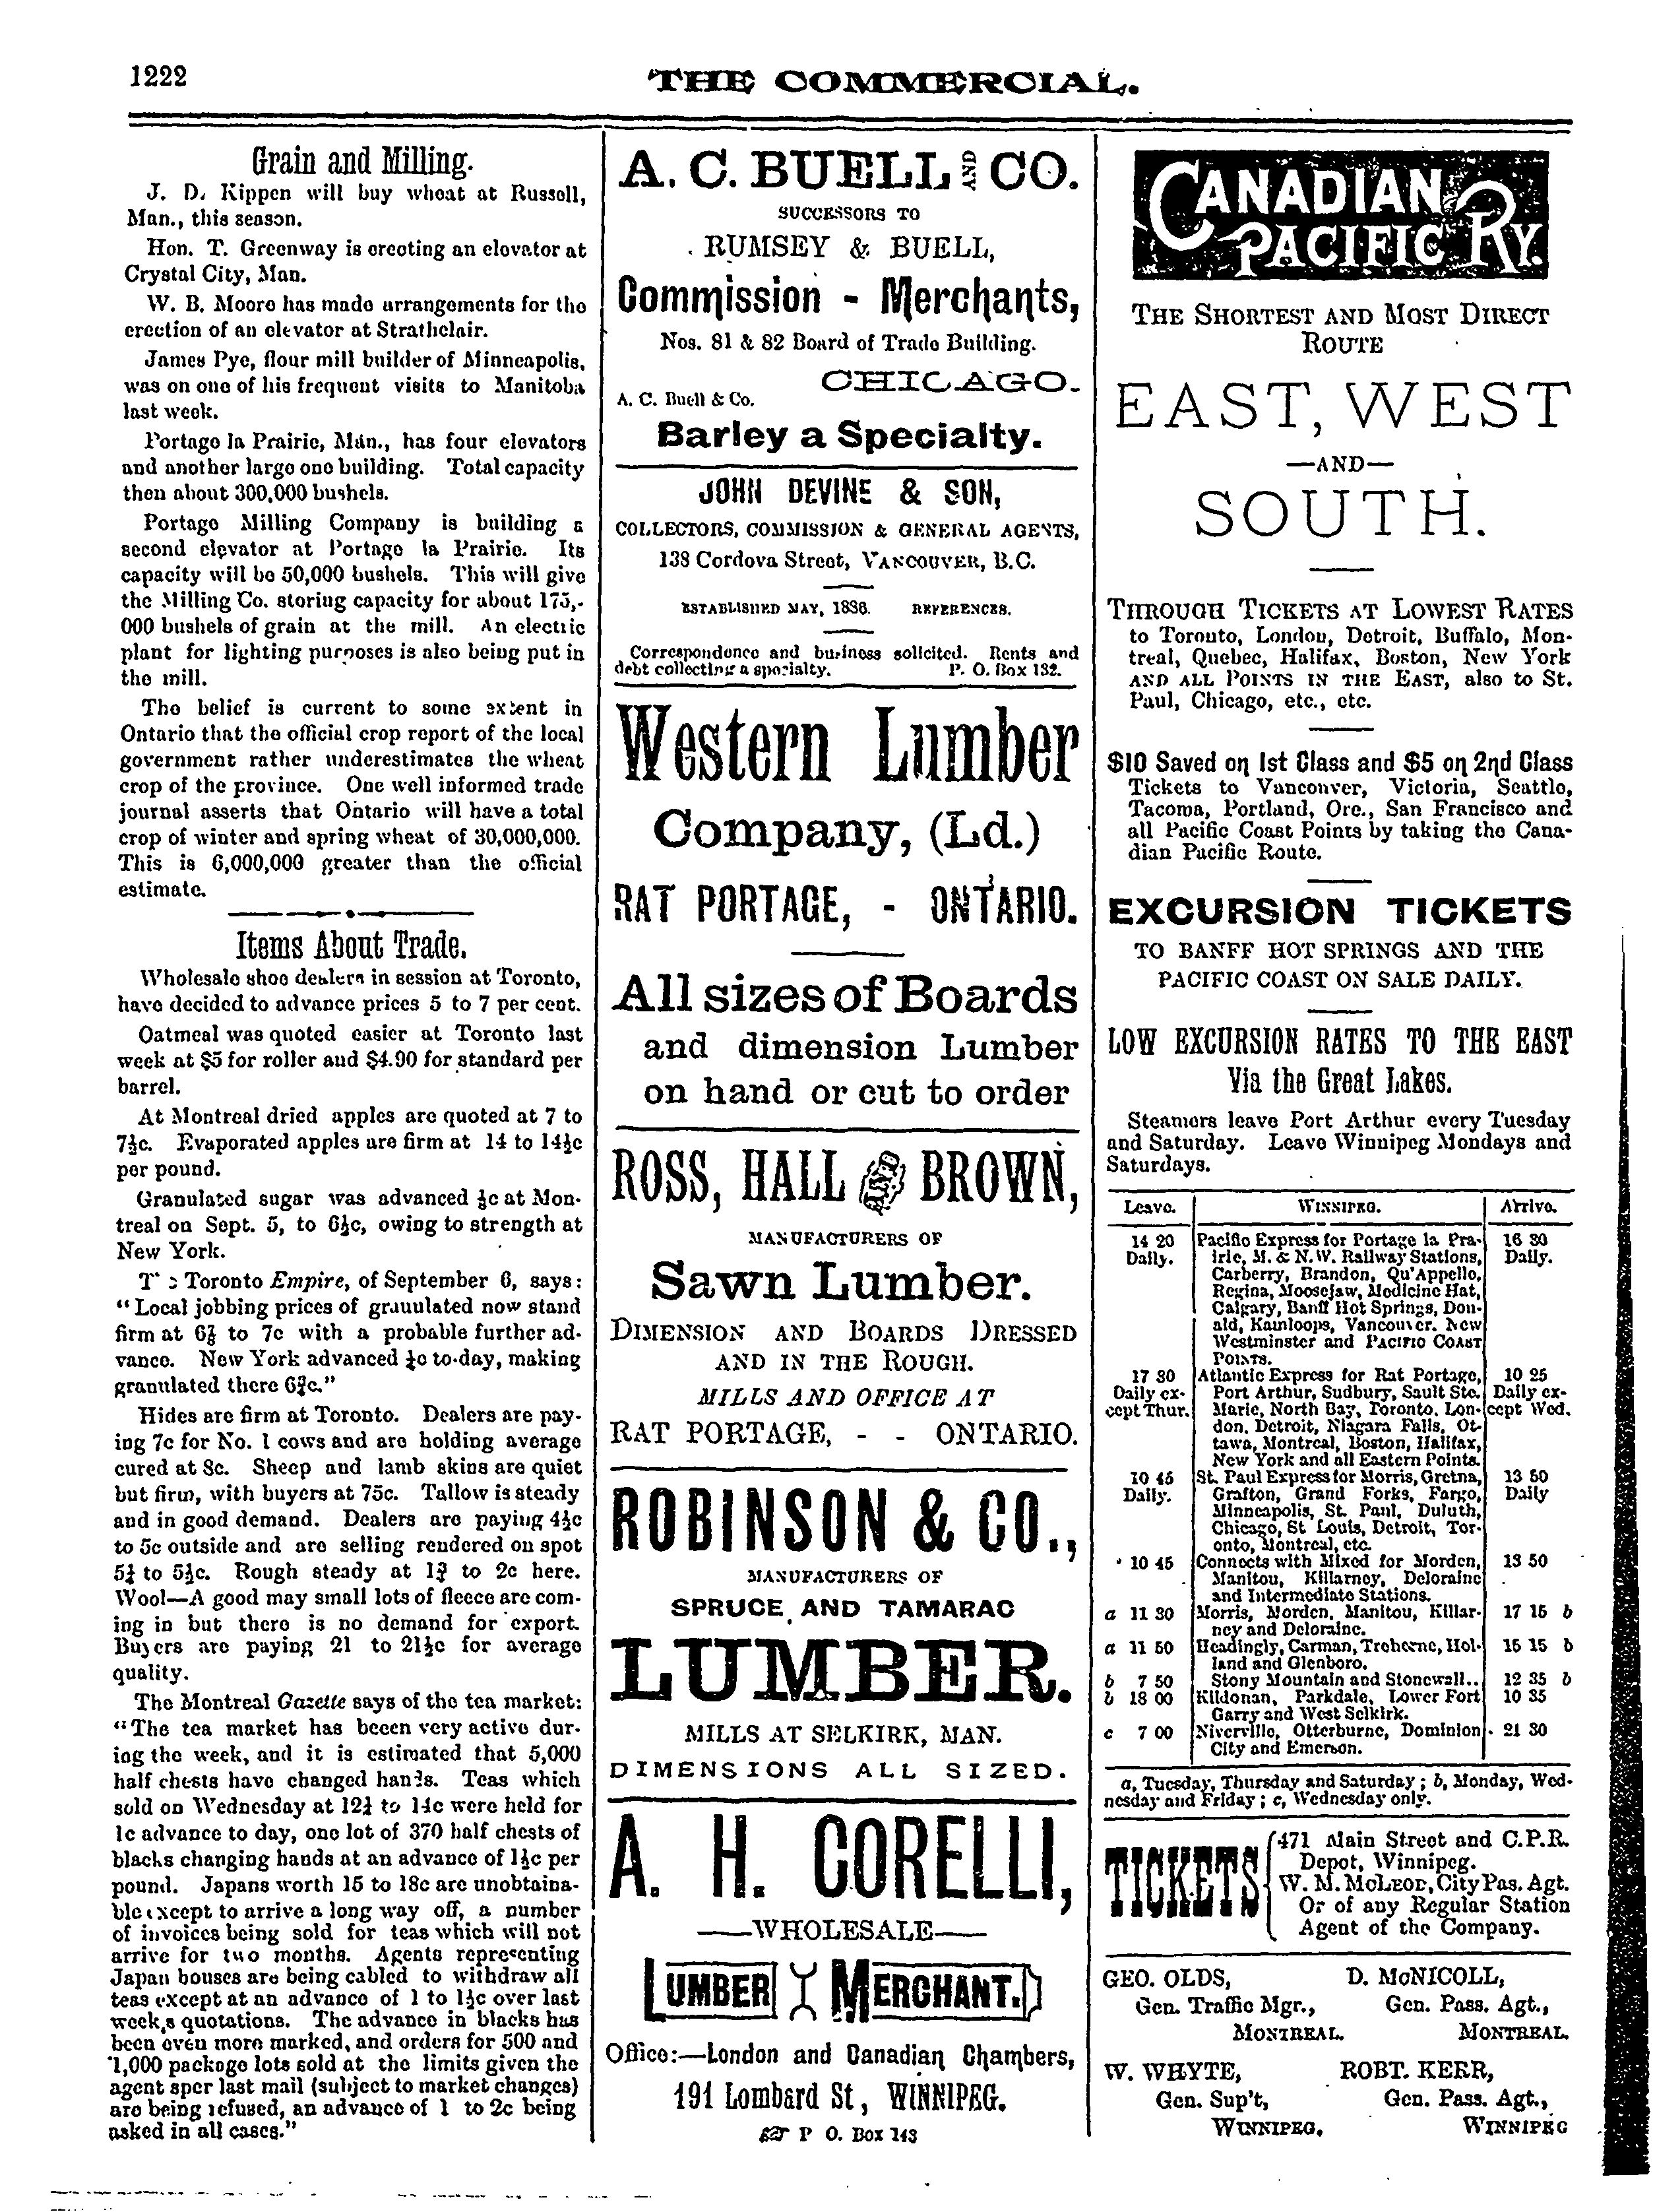 1222
THE COMMERCIAL.
Grain and Milling.
J. D. Kippen will buy wheat at Russell,
Man., this season.
Hon. T. Greenway is erecting an elevator at
Crystal City, Man.
W. B. Moore has made arrangements for the
erection of an elevator at Strathclair.
James Pye, flour mill builder of Minneapolis,
was on one of his frequent visits to Manitoba
last week.
Portage la Prairie, Man., has four elevators
and another large one building. Total capacity
then about 300,000 bushels.
Portage Milling Company is building a
second elevator at Portage la Prairie. Its
capacity will be 50,000 bushels. This will give
the Milling Co. storing capacity for about 175,-
000 bushels of grain at the mill. An electric
plant for lighting purposes is also being put in
the mill.
The belief is current to some extent in
Ontario that the official crop report of the local
government rather underestimates the wheat
crop of the province. One well informed trade
journal asserts that Ontario will have a total
crop of winter and spring wheat of 30,000,000.
This is 6,000,000 greater than the official
estimate.
Items About Trade.
Wholesale shoe dealers in session at Toronto,
have decided to advance prices 5 to 7 per cent.
Oatmeal was quoted easier at Toronto last
week at $5 for roller and $4.90 for standard per
barrel.
At Montreal dried apples are quoted at 7 to
7½c. Evaporated apples are firm at 14 to 14½c
per pound.
Granulated sugar was advanced ⅛c at Mon-
treal on Sept. 5, to 6½c, owing to strength at
New York.
Toronto Empire, of September 6, says:
"Local jobbing prices of granulated now stand
firm at to 7c with a probable further ad-
vance. New York advanced to-day, making
granulated there
Hides are firm at Toronto. Dealers are pay-
ing 7c for No. 1 cows and are holding average
cured at 8c. Sheep and lamb skins are quiet
but firm, with buyers at 75c. Tallow is steady
and in good demand. Dealers are paying 4½c
to 5c outside and are selling rendered on spot
5¼ to 5½c. Rough steady at 1¾ to 2c here.
Wool—A good may small lots of fleece are com-
ing in but there is no demand for export.
Buyers are paying 21 to 21½c for average
quality.
The Montreal Gazette says of the tea market:
"The tea market has beeen very active dur-
ing the week, and it is estimated that 5,000
half chests have changed hands. Teas which
sold on Wednesday at 12½ to 14c were held for
1c advance to day, one lot of 370 half chests of
blacks changing hands at an advance of 1½c per
pound. Japans worth 15 to 18c are unobtaina-
ble except to arrive a long way off, a number
of invoices being sold for teas which will not
arrive for two months. Agents representing
Japan houses are being cabled to withdraw all
teas except at an advance of 1 to 1½c over last
week,s quotations. The advance in blacks has
been even more marked, and orders for 500 and
1,000 package lots sold at the limits given the
agent sper last mail (subject to market changes)
are being refused, an advance of 1 to 2c being
asked in all cases."
A. C. BUELL AND CO.
SUCCESSORS TO
RUMSEY & BUELL,
Commission - Merchants,
Nos. 81 & 82 Board of Trade Building.
CHICAGO.
A. C. Buell & Co.
Barley a Specialty.
JOHN DEVINE & SON,
COLLECTORS, COMMISSION & GENERAL AGENTS,
138 Cordova Street, VANCOUVER, B.C.
ESTABLISHED MAY, 1886. REFERENCES.
Correspondence and business solicited. Rents and
debt collecting a specialty. P. O. Box 132.
Western Lumber
Company, (Ld.)
RAT PORTAGE, - ONTARIO.
All sizes of Boards
and dimension Lumber
on hand or cut to order
ROSS, HALL AND BROWN,
MANUFACTURERS OF
Sawn Lumber.
DIMENSION AND BOARDS DRESSED
AND IN THE ROUGH.
MILLS AND OFFICE AT
RAT PORTAGE, - - ONTARIO.
ROBINSON & CO.,
MANUFACTURERS OF
SPRUCE AND TAMARAC
LUMBER.
MILLS AT SELKIRK, MAN.
DIMENSIONS ALL SIZED.
A. H. CORELLI,
—WHOLESALE—
LUMBER MERCHANT.
Office:—London and Canadian Chambers,
191 Lombard St, WINNIPEG.
☞ P O. Box 143
CANADIAN
PACIFIC RY.
THE SHORTEST AND MOST DIRECT
ROUTE
EAST, WEST
—AND—
SOUTH.
THROUGH TICKETS AT LOWEST RATES
to Toronto, London, Detroit, Buffalo, Mon-
treal, Quebec, Halifax, Boston, New York
AND ALL POINTS IN THE EAST, also to St.
Paul, Chicago, etc., etc.
$10 Saved on 1st Class and $5 on 2nd Class
Tickets to Vancouver, Victoria, Seattle,
Tacoma, Portland, Ore., San Francisco and
all Pacific Coast Points by taking the Cana-
dian Pacific Route.
EXCURSION TICKETS
TO BANFF HOT SPRINGS AND THE
PACIFIC COAST ON SALE DAILY.
LOW EXCURSION RATES TO THE EAST
Via the Great Lakes.
Steamers leave Port Arthur every Tuesday
and Saturday. Leave Winnipeg Mondays and
Saturdays.
Leave. WINNIPEG. Arrive.
14 20 Pacific Express for Portage la Pra- 16 30
Daily. irie, M. & N.W. Railway Stations, Daily.
Carberry, Brandon, Qu'Appelle,
Regina, Moosejaw, Medicine Hat,
Calgary, Banff Hot Springs, Don-
ald, Kamloops, Vancouver. New
Westminster and PACIFIC COAST
POINTS.
17 30 Atlantic Express for Rat Portage, 10 25
Daily ex- Port Arthur, Sudbury, Sault Ste. Daily ex-
cept Thur. Marie, North Bay, Toronto, Lon- cept Wed.
don, Detroit, Niagara Falls, Ot-
tawa, Montreal, Boston, Halifax,
New York and all Eastern Points.
10 45 St. Paul Express for Morris, Gretna, 13 50
Daily. Grafton, Grand Forks, Fargo, Daily
Minneapolis, St. Paul, Duluth,
Chicago, St Louis, Detroit, Tor-
onto, Montreal, etc.
10 45 Connects with Mixed for Morden, 13 50
Manitou, Killarney, Deloraine
and Intermediate Stations.
a 11 30 Morris, Morden, Manitou, Killar- 17 15 b
ney and Deloraine.
a 11 50 Headingly, Carman, Treherne, Hol- 15 15 b
land and Glenboro.
b 7 50 Stony Mountain and Stonewall.. 12 35 b
b 18 00 Kildonan, Parkdale, Lower Fort 10 35
Garry and West Selkirk.
c 7 00 Niverville, Otterburne, Dominion 21 30
City and Emerson.
a, Tuesday, Thursday and Saturday; b, Monday, Wed-
nesday and Friday; c, Wednesday only.
TICKETS
471 Main Street and C.P.R.
Depot, Winnipeg.
W. M. MCLEOD, City Pas. Agt.
Or of any Regular Station
Agent of the Company.
GEO. OLDS, D. MCNICOLL,
Gen. Traffic Mgr., Gen. Pass. Agt.,
MONTREAL. MONTREAL.
W. WHYTE, ROBT. KERR,
Gen. Sup't, Gen. Pass. Agt.,
WINNIPEG. WINNIPEG